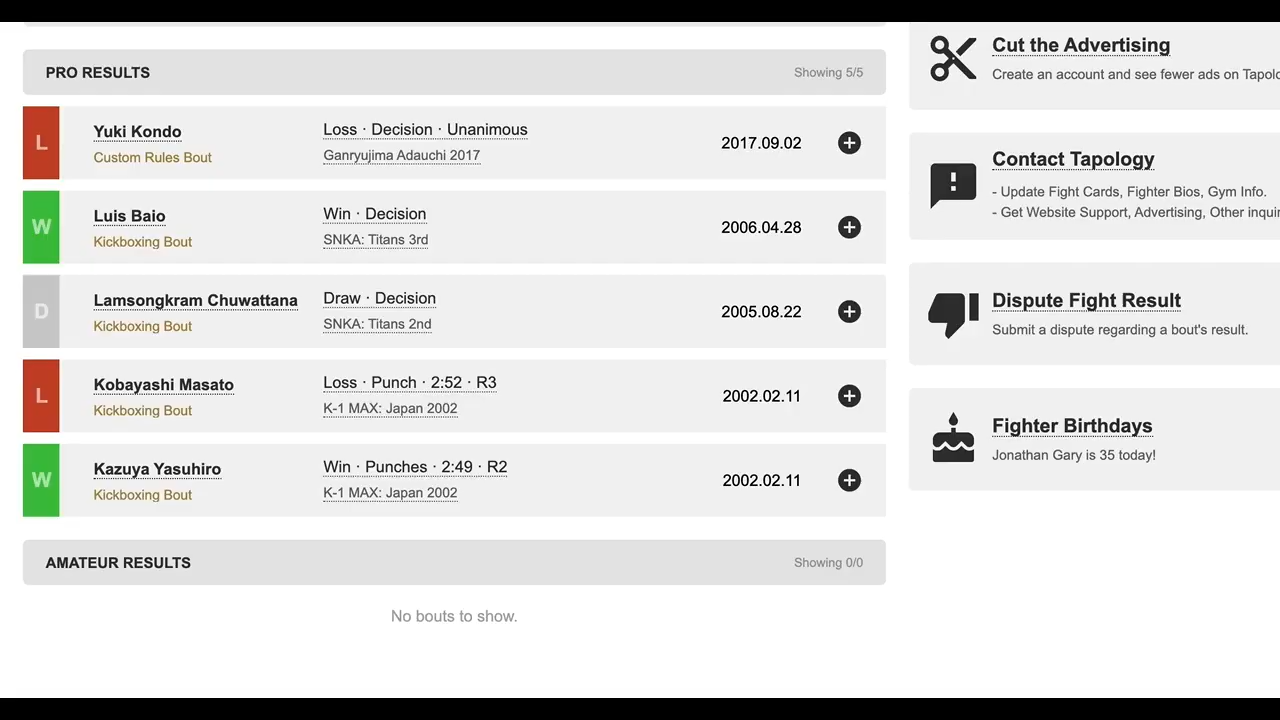 PRO RESULTS
Showing 5/5
L
Yuki Kondo
Custom Rules Bout
Loss · Decision · Unanimous
Ganryujima Adauchi 2017
2017.09.02
W
Luis Baio
Kickboxing Bout
Win · Decision
SNKA: Titans 3rd
2006.04.28
D
Lamsongkram Chuwattana
Kickboxing Bout
Draw · Decision
SNKA: Titans 2nd
2005.08.22
L
Kobayashi Masato
Kickboxing Bout
Loss · Punch · 2:52 · R3
K-1 MAX: Japan 2002
2002.02.11
W
Kazuya Yasuhiro
Kickboxing Bout
Win · Punches · 2:49 · R2
K-1 MAX: Japan 2002
2002.02.11
AMATEUR RESULTS
Showing 0/0
No bouts to show.
Cut the Advertising
Create an account and see fewer ads on Tapolo
Contact Tapology
- Update Fight Cards, Fighter Bios, Gym Info.
- Get Website Support, Advertising, Other inquir
Dispute Fight Result
Submit a dispute regarding a bout's result.
Fighter Birthdays
Jonathan Gary is 35 today!